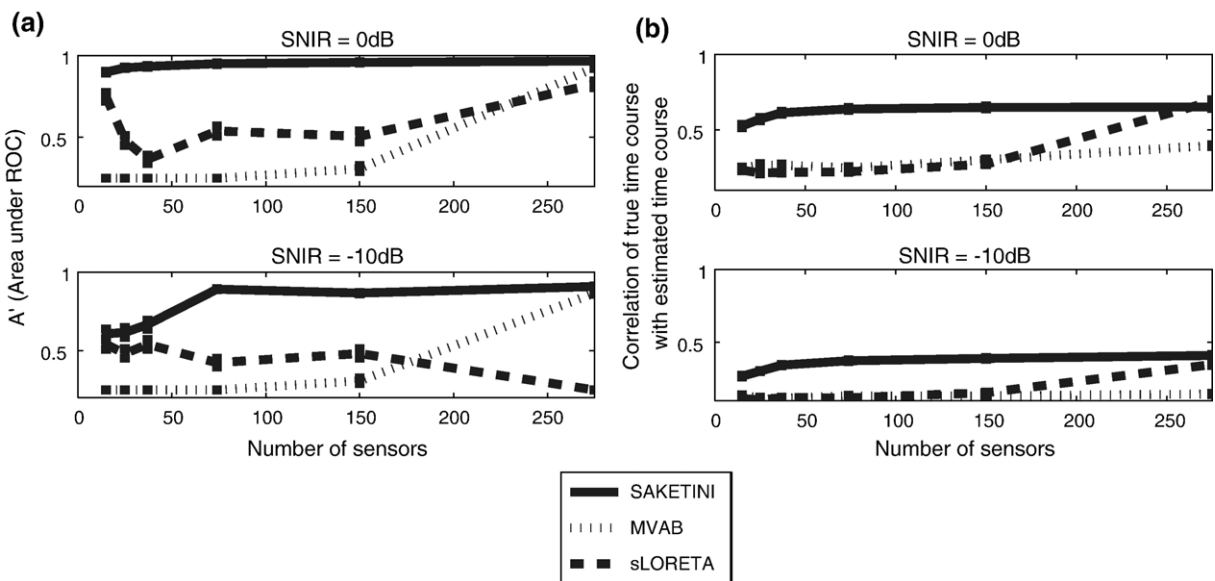 (a)
SNIR = 0dB
1
0.5
0 50 100 150 200 250
SNIR = -10dB
1
0.5
0 50 100 150 200 250
Number of sensors
A' (Area under ROC)
(b)
SNIR = 0dB
1
0.5
0 50 100 150 200 250
SNIR = -10dB
1
0.5
0 50 100 150 200 250
Number of sensors
Correlation of true time course
with estimated time course
SAKETINI
MVAB
sLORETA